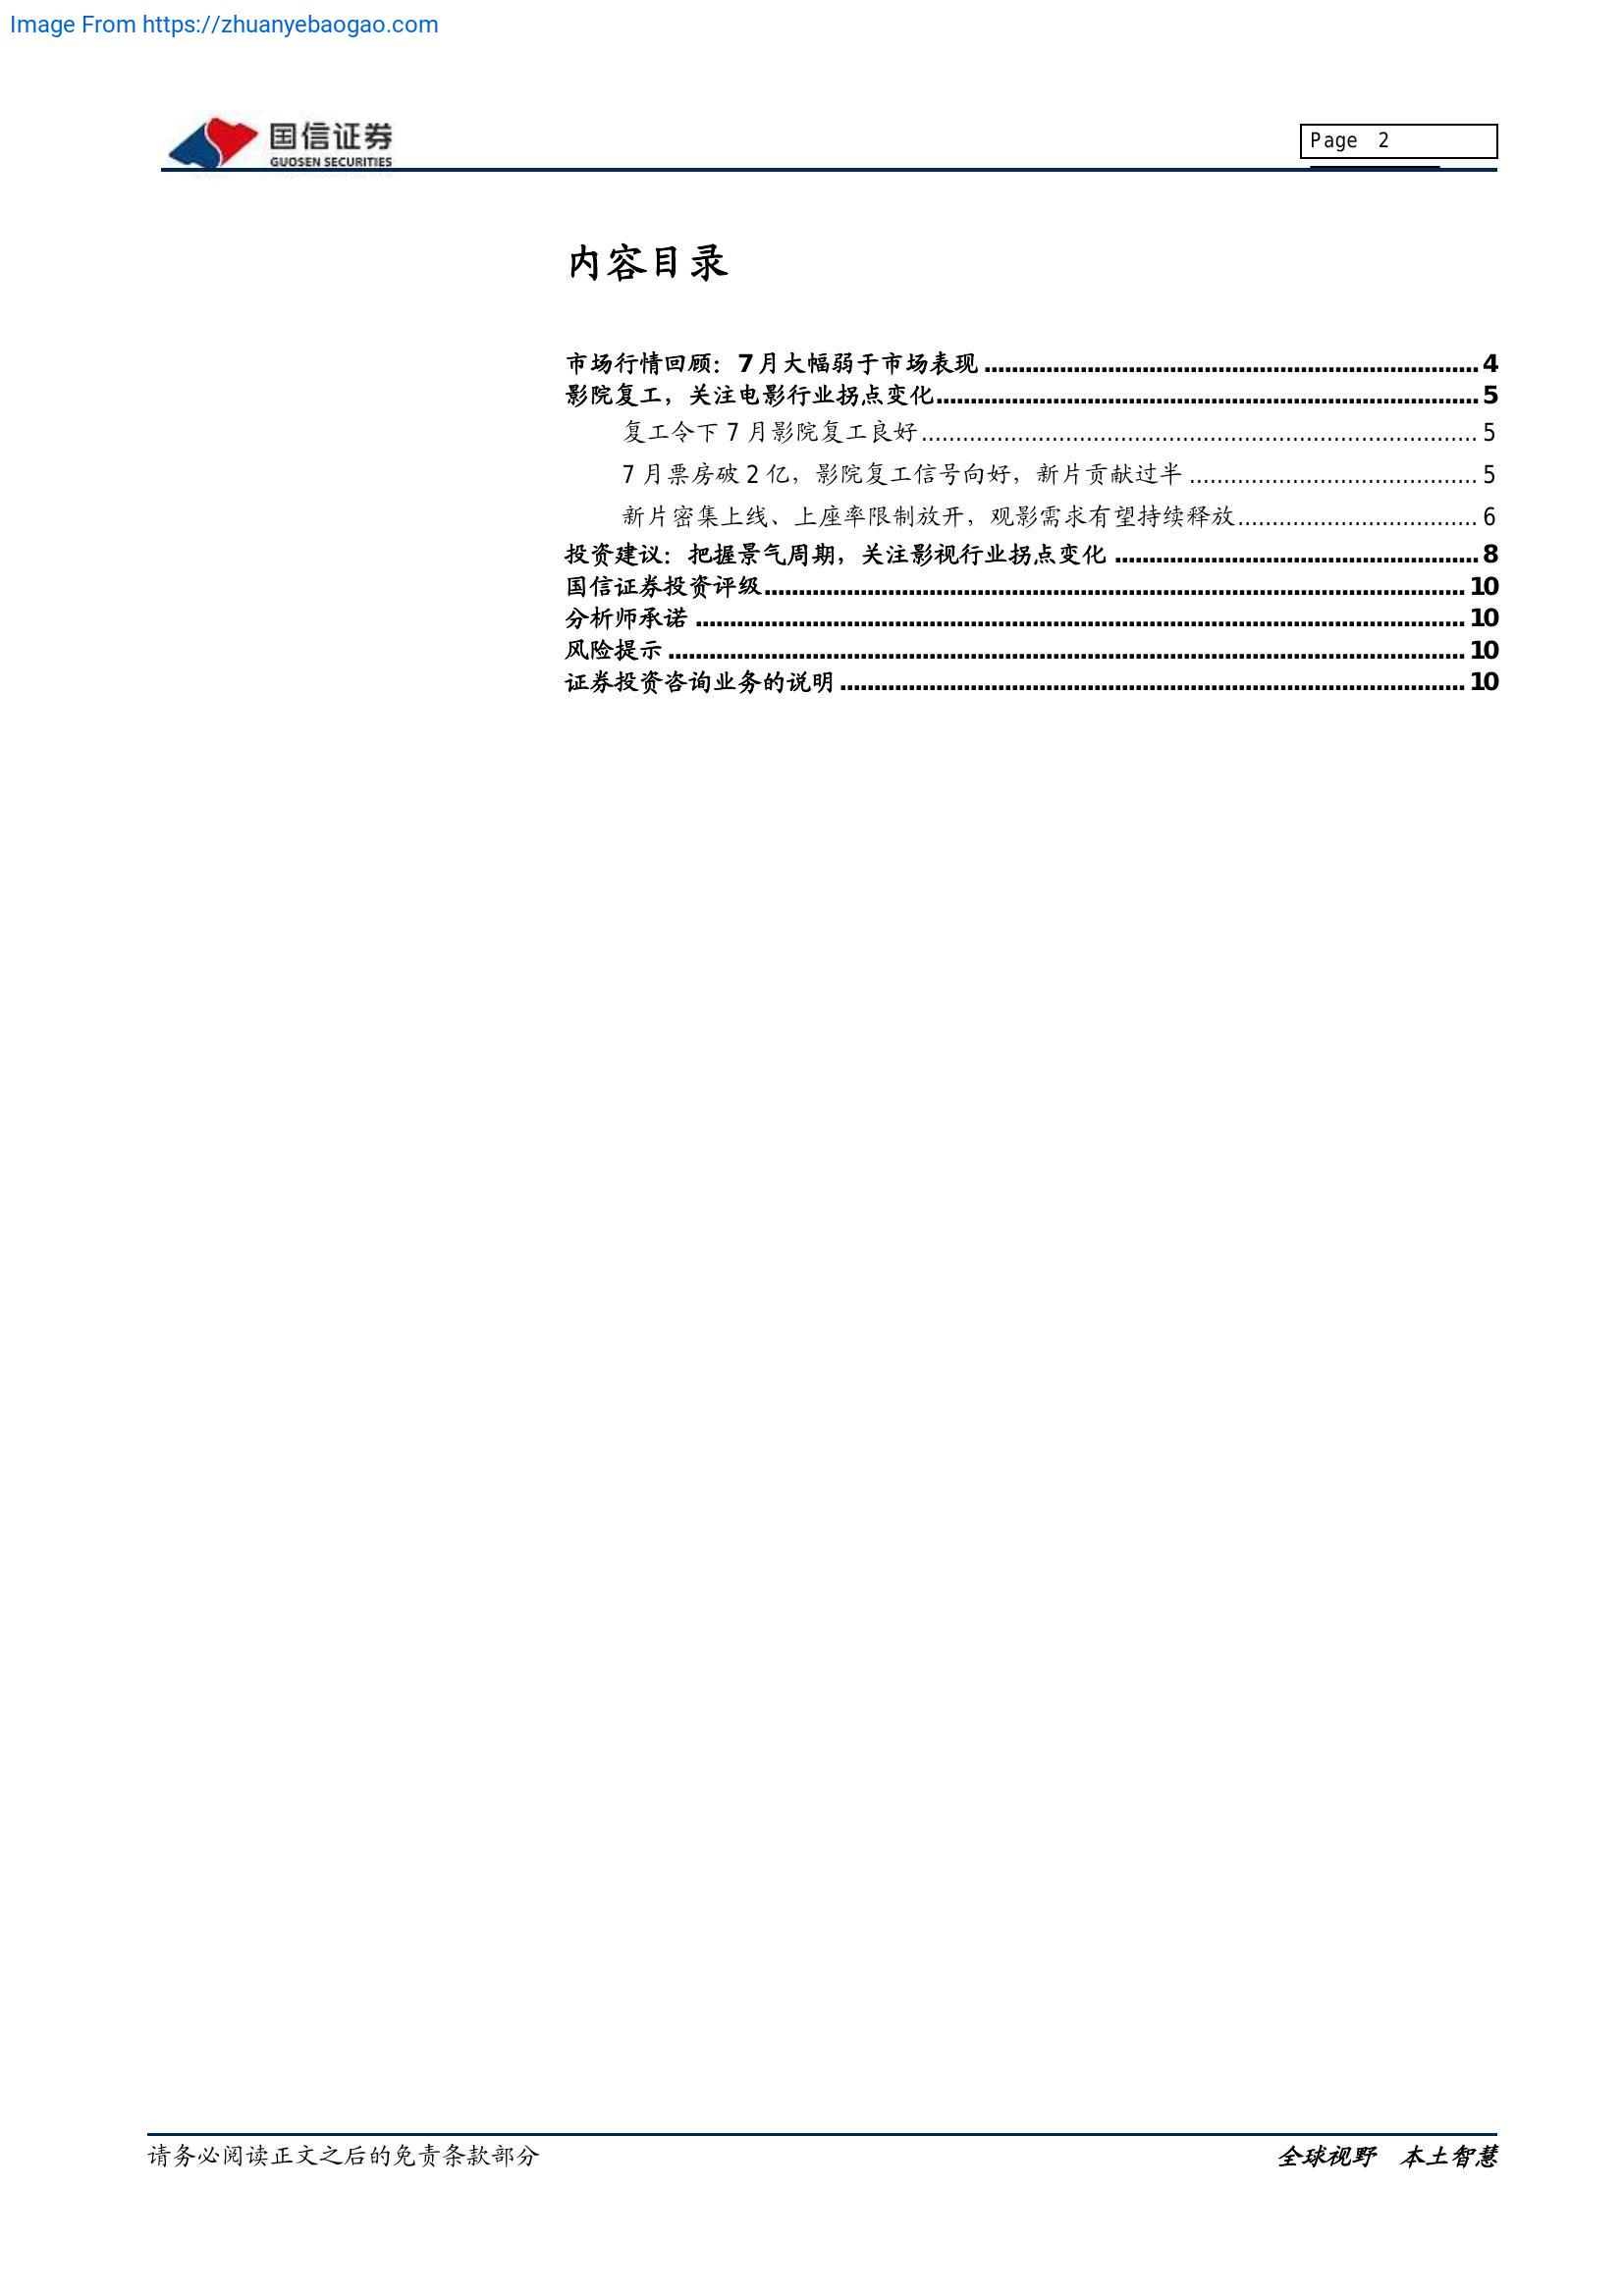 Image From https://zhuanyebaogao.com
国信证券
GUOSEN SECURITIES
Page 2
内容目录
市场行情回顾：7月大幅弱于市场表现 ........................................................................ 4
影院复工，关注电影行业拐点变化............................................................................... 5
复工令下 7 月影院复工良好................................................................................. 5
7 月票房破 2 亿，影院复工信号向好，新片贡献过半 .......................................... 5
新片密集上线、上座率限制放开，观影需求有望持续释放................................... 6
投资建议：把握景气周期，关注影视行业拐点变化 ..................................................... 8
国信证券投资评级...................................................................................................... 10
分析师承诺 ................................................................................................................ 10
风险提示 .................................................................................................................... 10
证券投资咨询业务的说明 ........................................................................................... 10
请务必阅读正文之后的免责条款部分
全球视野 本土智慧